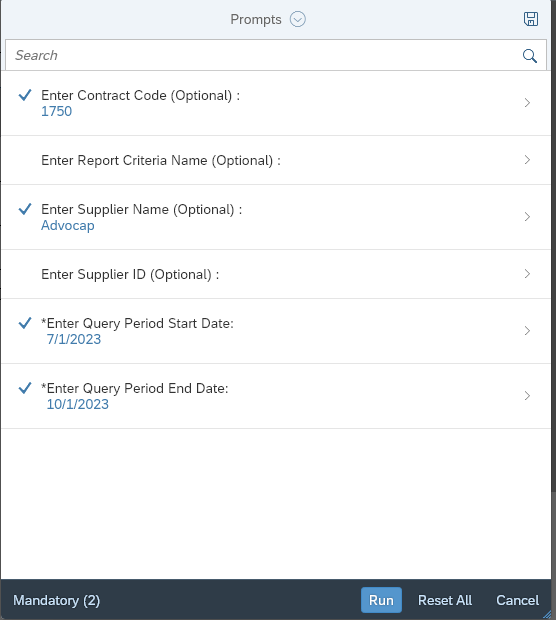 Prompts
Search
Enter Contract Code (Optional) :
1750
Enter Report Criteria Name (Optional) :
Enter Supplier Name (Optional) :
Advocap
Enter Supplier ID (Optional) :
*Enter Query Period Start Date:
7/1/2023
*Enter Query Period End Date:
10/1/2023
Mandatory (2) Run Reset All Cancel